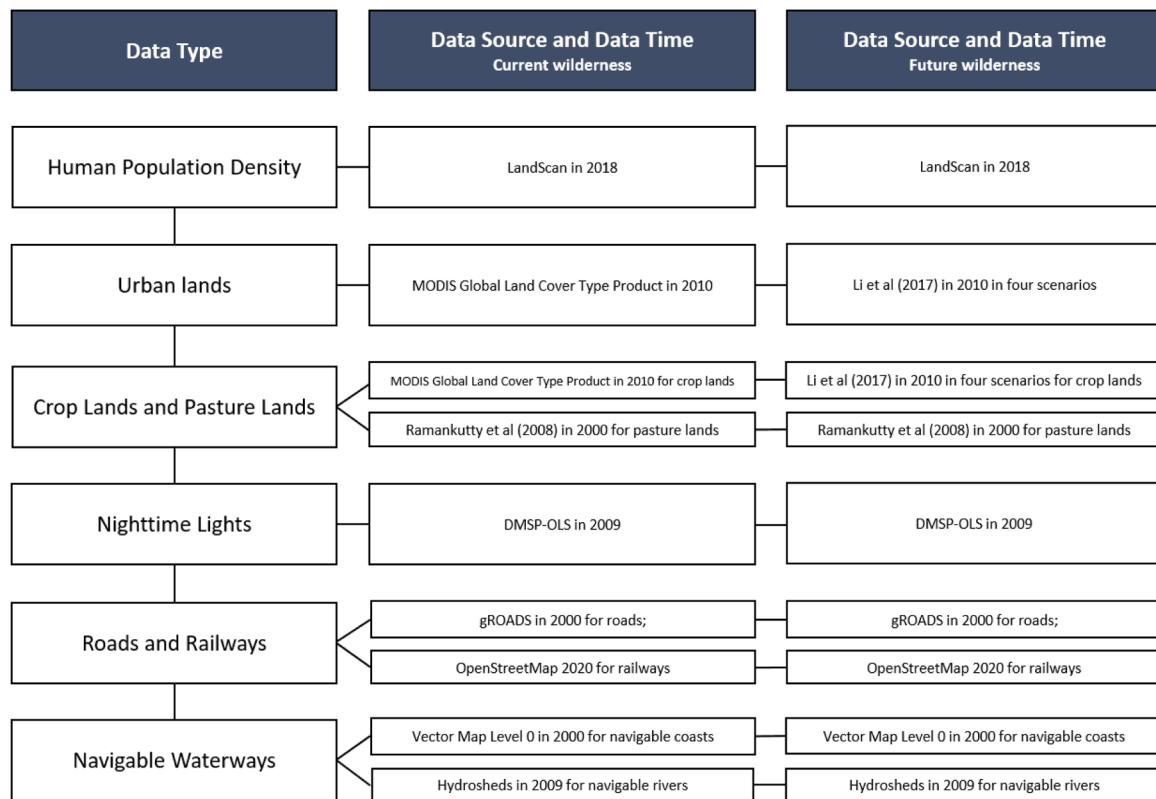 Data Type
Data Source and Data Time
Current wilderness
Data Source and Data Time
Future wilderness
Human Population Density
LandScan in 2018
LandScan in 2018
Urban lands
MODIS Global Land Cover Type Product in 2010
Li et al (2017) in 2010 in four scenarios
Crop Lands and Pasture Lands
MODIS Global Land Cover Type Product in 2010 for crop lands
Li et al (2017) in 2010 in four scenarios for crop lands
Ramankutty et al (2008) in 2000 for pasture lands
Ramankutty et al (2008) in 2000 for pasture lands
Nighttime Lights
DMSP-OLS in 2009
DMSP-OLS in 2009
Roads and Railways
gROADS in 2000 for roads;
gROADS in 2000 for roads;
OpenStreetMap 2020 for railways
OpenStreetMap 2020 for railways
Navigable Waterways
Vector Map Level 0 in 2000 for navigable coasts
Vector Map Level 0 in 2000 for navigable coasts
Hydrosheds in 2009 for navigable rivers
Hydrosheds in 2009 for navigable rivers